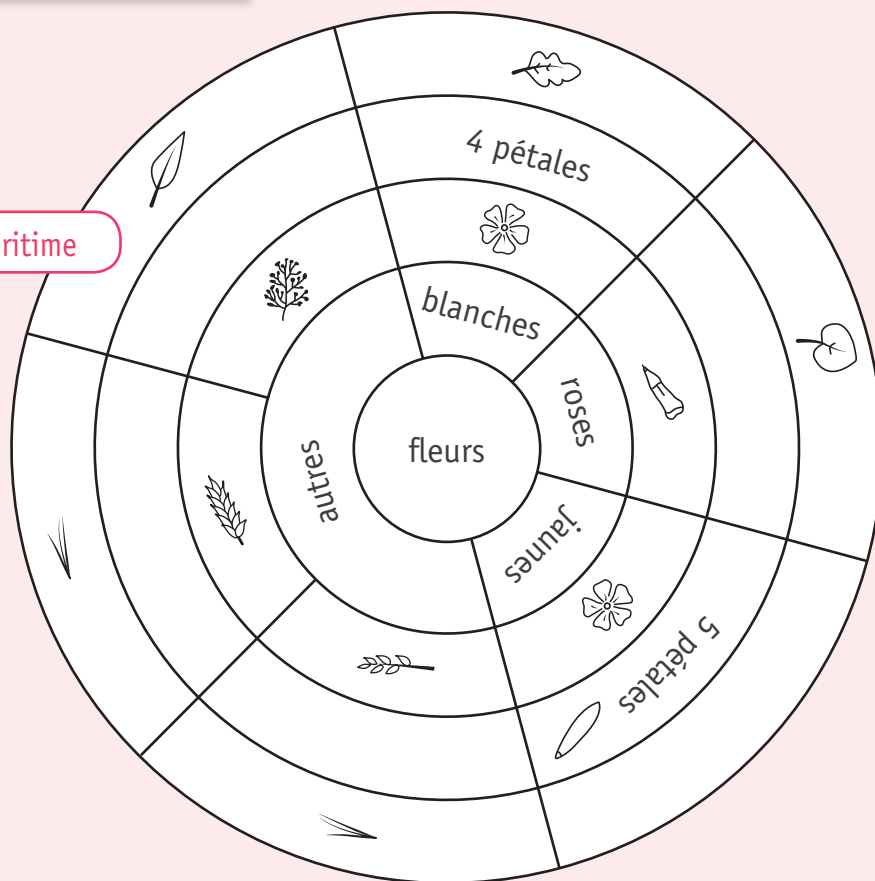 4 pétales
ritime
blanches
roses
fleurs
autres
jaunes
5 pétales